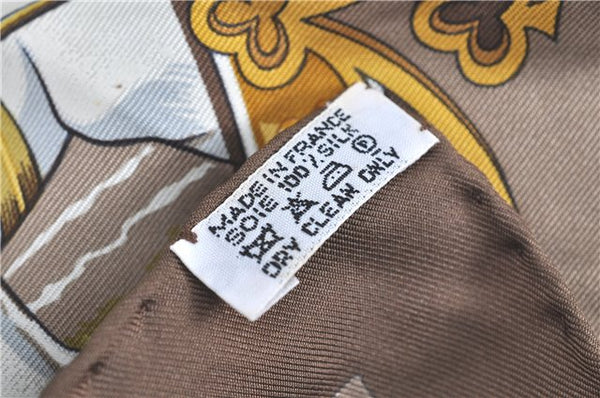 MADE IN FRANCE
SOIE 100% SILK
P
DRY CLEAN ONLY